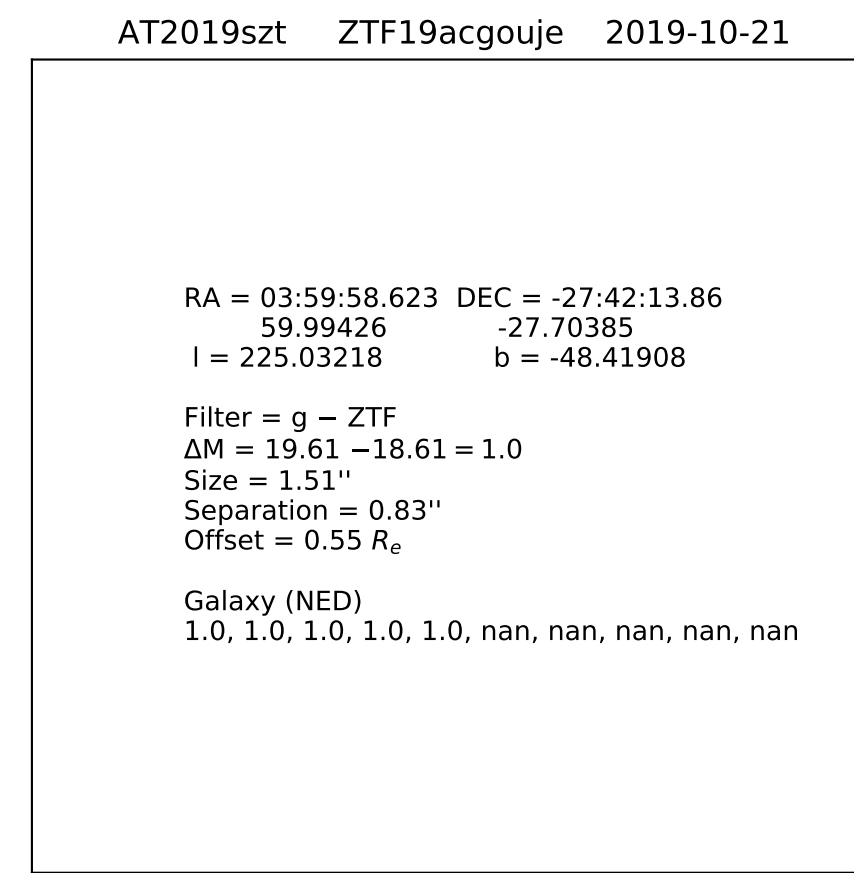 AT2019szt ZTF19acgouje 2019-10-21
RA = 03:59:58.623 DEC = -27:42:13.86
59.99426 -27.70385
l = 225.03218 b = -48.41908
Filter = g − ZTF
ΔM = 19.61 −18.61 = 1.0
Size = 1.51''
Separation = 0.83''
Offset = 0.55 Re
Galaxy (NED)
1.0, 1.0, 1.0, 1.0, 1.0, nan, nan, nan, nan, nan